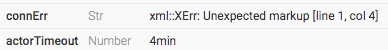 connErr Str xml::XErr: Unexpected markup [line 1, col 4]
actorTimeout Number 4min